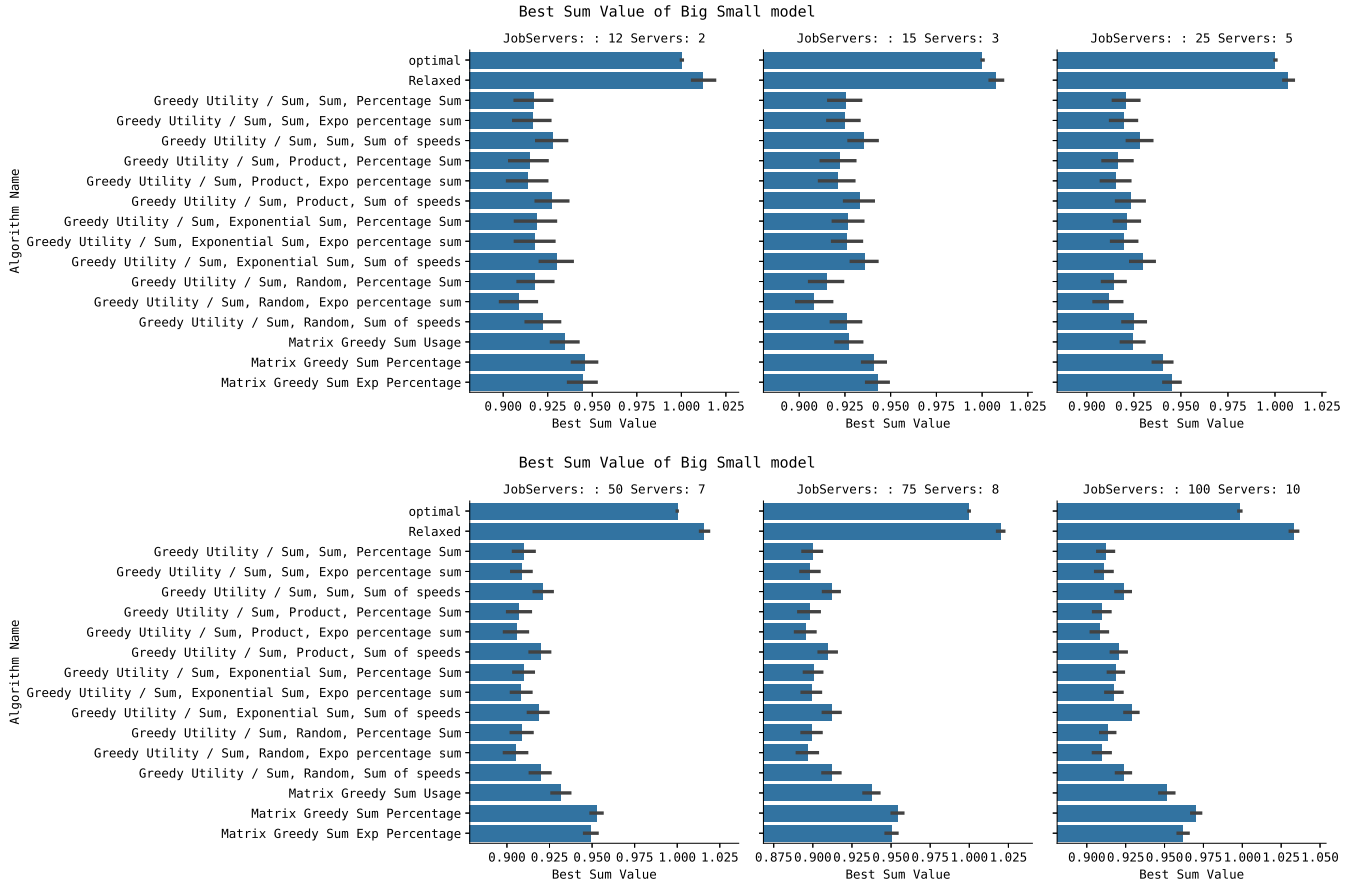 Best Sum Value of Big Small model
JobServers: : 12 Servers: 2
JobServers: : 15 Servers: 3
JobServers: : 25 Servers: 5
Algorithm Name
optimal
Relaxed
Greedy Utility / Sum, Sum, Percentage Sum
Greedy Utility / Sum, Sum, Expo percentage sum
Greedy Utility / Sum, Sum, Sum of speeds
Greedy Utility / Sum, Product, Percentage Sum
Greedy Utility / Sum, Product, Expo percentage sum
Greedy Utility / Sum, Product, Sum of speeds
Greedy Utility / Sum, Exponential Sum, Percentage Sum
Greedy Utility / Sum, Exponential Sum, Expo percentage sum
Greedy Utility / Sum, Exponential Sum, Sum of speeds
Greedy Utility / Sum, Random, Percentage Sum
Greedy Utility / Sum, Random, Expo percentage sum
Greedy Utility / Sum, Random, Sum of speeds
Matrix Greedy Sum Usage
Matrix Greedy Sum Percentage
Matrix Greedy Sum Exp Percentage
0.900 0.925 0.950 0.975 1.000 1.025
0.900 0.925 0.950 0.975 1.000 1.025
0.900 0.925 0.950 0.975 1.000 1.025
Best Sum Value
Best Sum Value
Best Sum Value
Best Sum Value of Big Small model
JobServers: : 50 Servers: 7
JobServers: : 75 Servers: 8
JobServers: : 100 Servers: 10
Algorithm Name
optimal
Relaxed
Greedy Utility / Sum, Sum, Percentage Sum
Greedy Utility / Sum, Sum, Expo percentage sum
Greedy Utility / Sum, Sum, Sum of speeds
Greedy Utility / Sum, Product, Percentage Sum
Greedy Utility / Sum, Product, Expo percentage sum
Greedy Utility / Sum, Product, Sum of speeds
Greedy Utility / Sum, Exponential Sum, Percentage Sum
Greedy Utility / Sum, Exponential Sum, Expo percentage sum
Greedy Utility / Sum, Exponential Sum, Sum of speeds
Greedy Utility / Sum, Random, Percentage Sum
Greedy Utility / Sum, Random, Expo percentage sum
Greedy Utility / Sum, Random, Sum of speeds
Matrix Greedy Sum Usage
Matrix Greedy Sum Percentage
Matrix Greedy Sum Exp Percentage
0.900 0.925 0.950 0.975 1.000 1.025
0.875 0.900 0.925 0.950 0.975 1.000 1.025
0.900 0.925 0.950 0.975 1.000 1.025 1.050
Best Sum Value
Best Sum Value
Best Sum Value